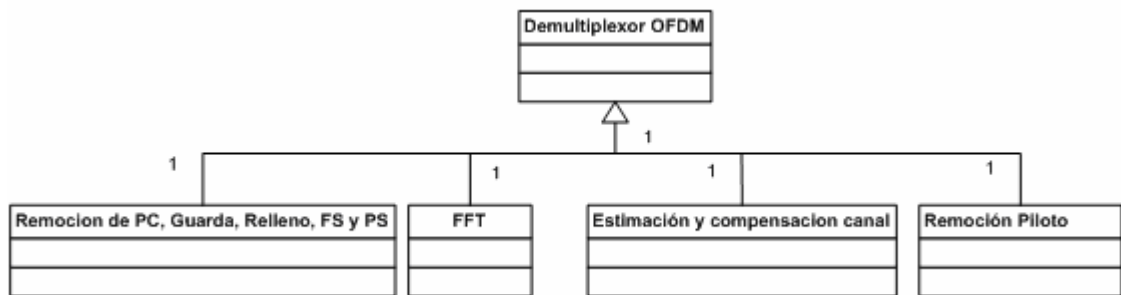 Demultiplexor OFDM
1
1
1
1
1
Remocion de PC, Guarda, Relleno, FS y PS
FFT
Estimación y compensacion canal
Remoción Piloto